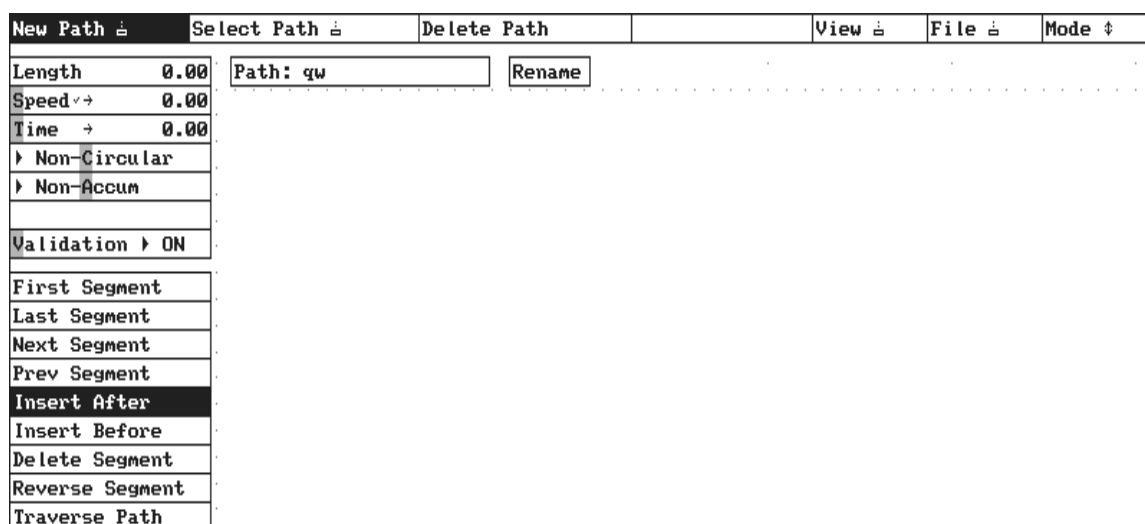 New Path Select Path Delete Path View File Mode
Length 0.00 Path: qw Rename
Speed 0.00
Time → 0.00
Non-Circular
Non-Accum
Validation ON
First Segment
Last Segment
Next Segment
Prev Segment
Insert After
Insert Before
Delete Segment
Reverse Segment
Traverse Path